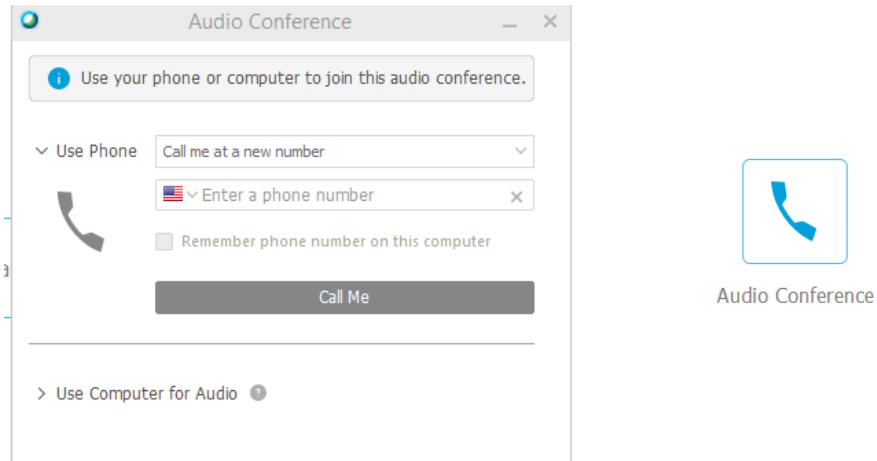 Audio Conference
Use your phone or computer to join this audio conference.
Use Phone
Call me at a new number
Enter a phone number
Remember phone number on this computer
Call Me
Use Computer for Audio
?
Audio Conference